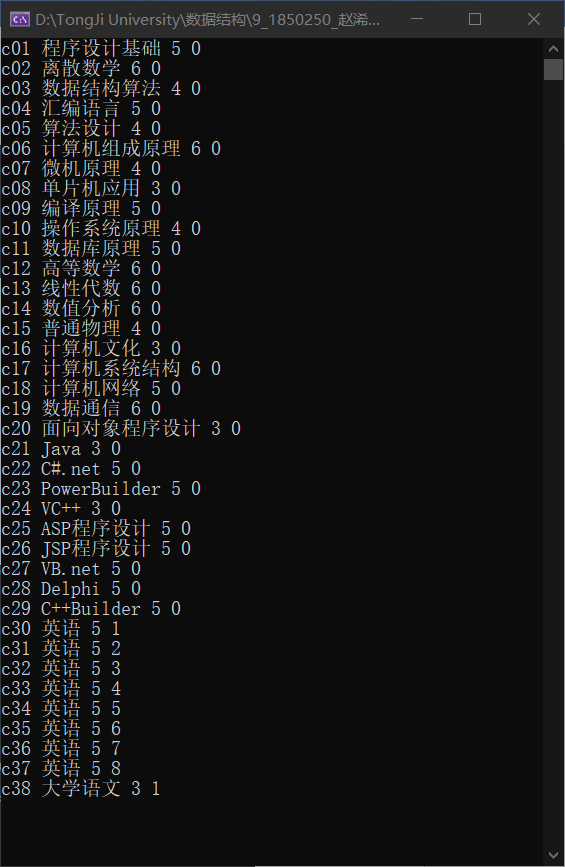 D:\TongJi University\数据结构\9_1850250_赵浠...
c01 程序设计基础 5 0
c02 离散数学 6 0
c03 数据结构算法 4 0
c04 汇编语言 5 0
c05 算法设计 4 0
c06 计算机组成原理 6 0
c07 微机原理 4 0
c08 单片机应用 3 0
c09 编译原理 5 0
c10 操作系统原理 4 0
c11 数据库原理 5 0
c12 高等数学 6 0
c13 线性代数 6 0
c14 数值分析 6 0
c15 普通物理 4 0
c16 计算机文化 3 0
c17 计算机系统结构 6 0
c18 计算机网络 5 0
c19 数据通信 6 0
c20 面向对象程序设计 3 0
c21 Java 3 0
c22 C#.net 5 0
c23 PowerBuilder 5 0
c24 VC++ 3 0
c25 ASP程序设计 5 0
c26 JSP程序设计 5 0
c27 VB.net 5 0
c28 Delphi 5 0
c29 C++Builder 5 0
c30 英语 5 1
c31 英语 5 2
c32 英语 5 3
c33 英语 5 4
c34 英语 5 5
c35 英语 5 6
c36 英语 5 7
c37 英语 5 8
c38 大学语文 3 1